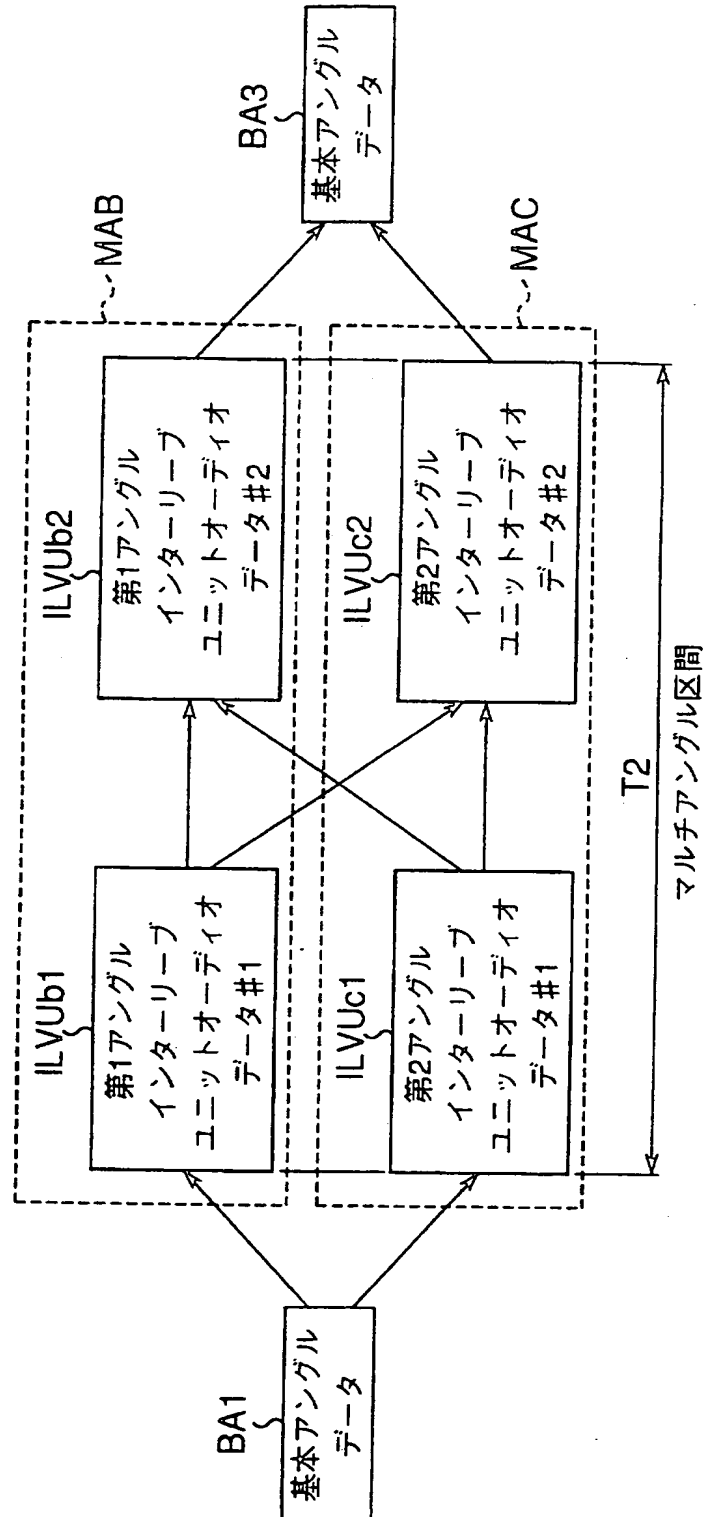 BA1
基本アングル
データ
ILVUb1
第1アングル
インターリーブ
ユニットオーディオ
データ#1
ILVUb2
第1アングル
インターリーブ
ユニットオーディオ
データ#2
MAB
ILVUc1
第2アングル
インターリーブ
ユニットオーディオ
データ#1
ILVUc2
第2アングル
インターリーブ
ユニットオーディオ
データ#2
MAC
BA3
基本アングル
データ
T2
マルチアングル区間